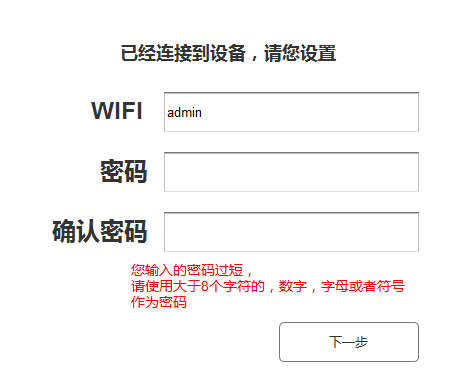 已经连接到设备，请您设置
WIFI
admin
密码
确认密码
您输入的密码过短，
请使用大于8个字符的，数字，字母或者符号
作为密码
下一步